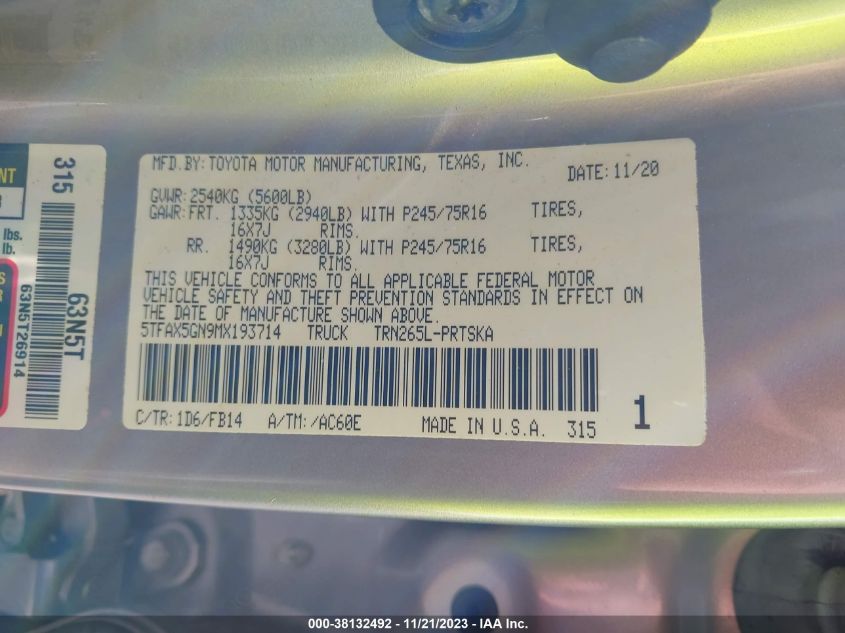 MFD.BY:TOYOTA MOTOR MANUFACTURING, TEXAS, INC.
DATE:11/20
GVWR:2540KG (5600LB)
GAWR:FRT. 1335KG (2940LB) WITH P245/75R16 TIRES,
16X7J RIMS.
RR. 1490KG (3280LB) WITH P245/75R16 TIRES,
16X7J RIMS.
THIS VEHICLE CONFORMS TO ALL APPLICABLE FEDERAL MOTOR
VEHICLE SAFETY AND THEFT PREVENTION STANDARDS IN EFFECT ON
THE DATE OF MANUFACTURE SHOWN ABOVE.
5TFAX5GN9MX193714 TRUCK TRN265L-PRTSKA
C/TR:1D6/FB14 A/TM:/AC60E MADE IN U.S.A. 315
1
315
63N5T
63N5T26914
NT
lbs.
lb.
S
R
000-38132492 - 11/21/2023 - IAA Inc.